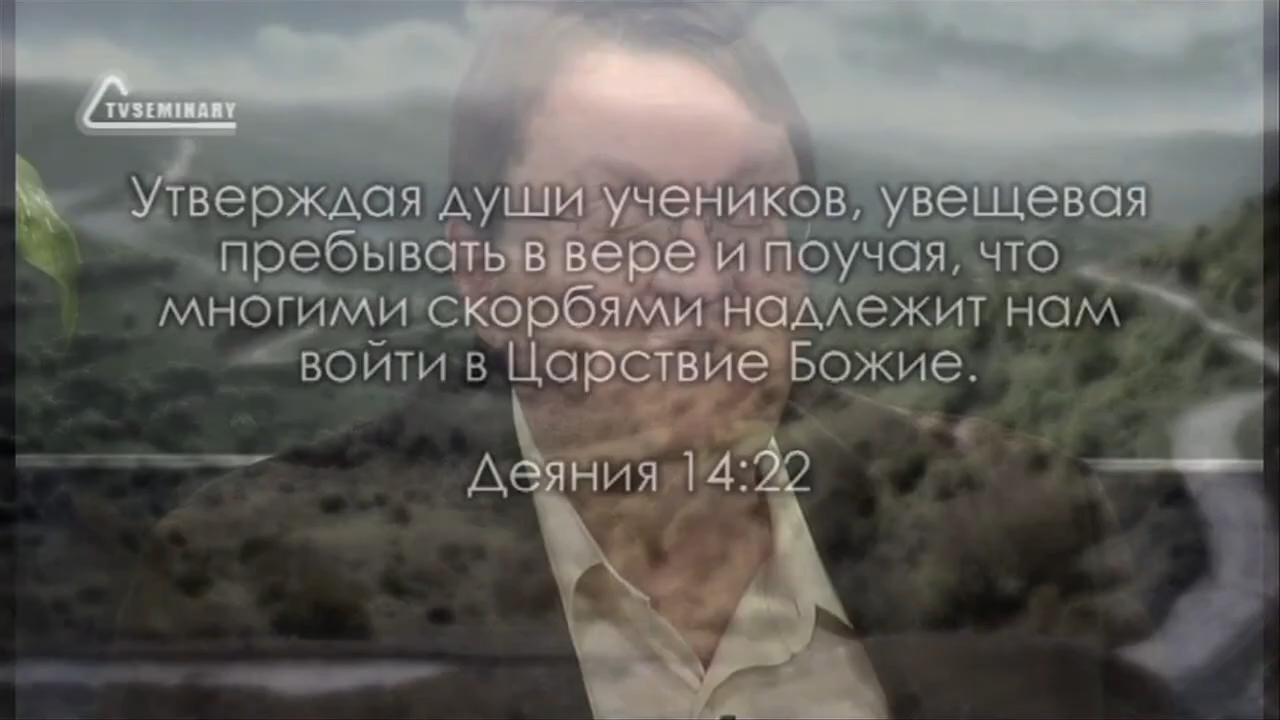 TVSEMINARY
Утверждая души учеников, увещевая
пребывать в вере и поучая, что
многими скорбями надлежит нам
войти в Царствие Божие.
Деяния 14:22